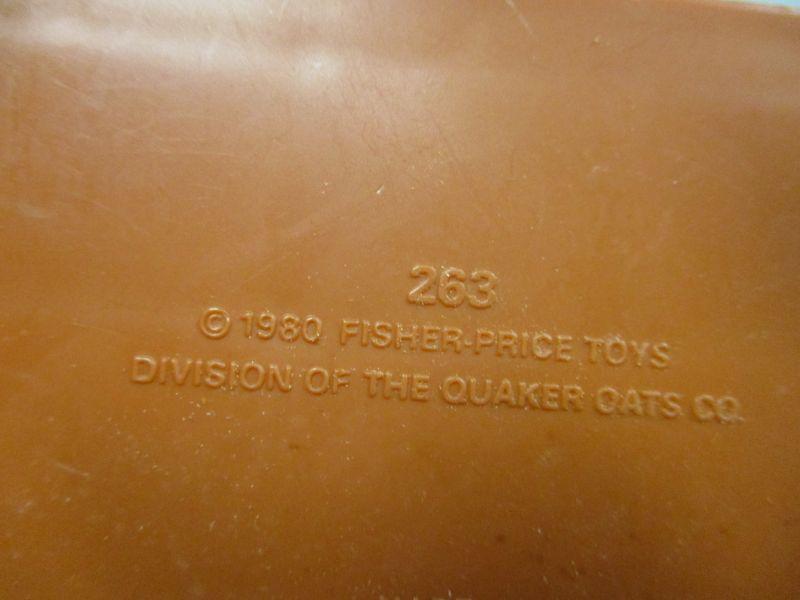 263
© 1980 FISHER-PRICE TOYS
DIVISION OF THE QUAKER OATS CO.